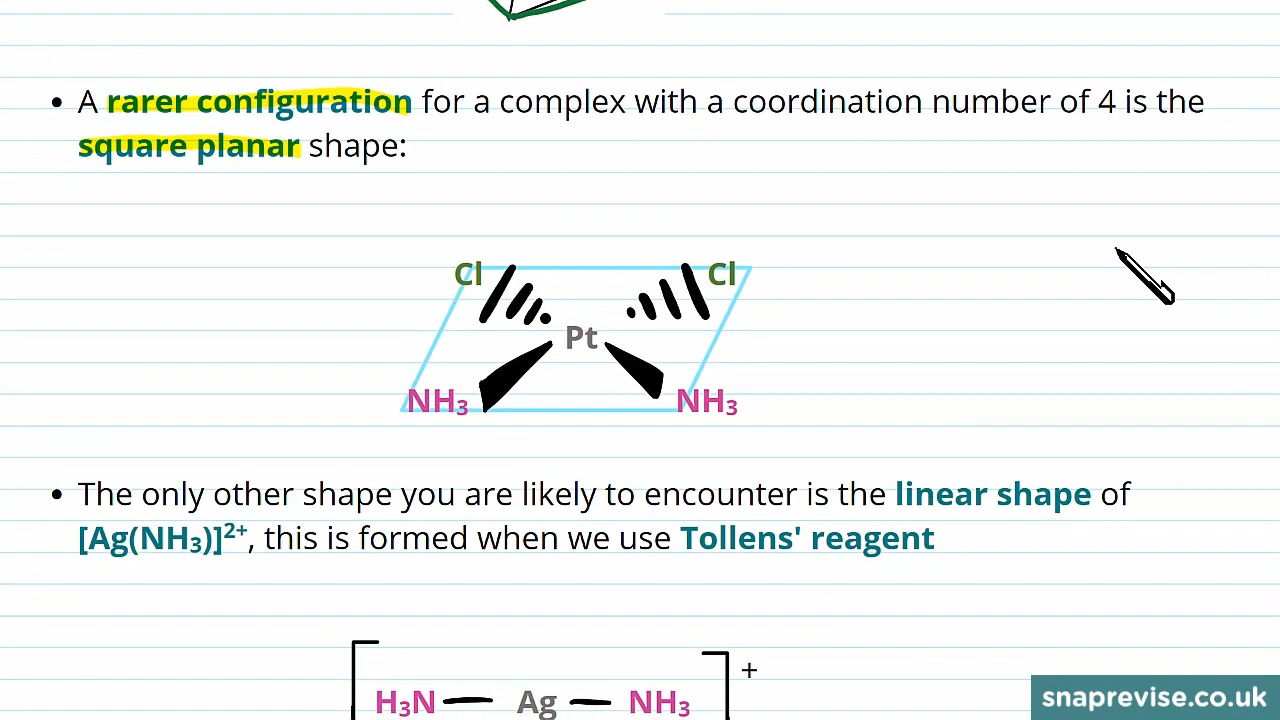 • A rarer configuration for a complex with a coordination number of 4 is the
square planar shape:
Cl Cl
Pt
NH₃ NH₃
• The only other shape you are likely to encounter is the linear shape of
[Ag(NH₃)]²⁺, this is formed when we use Tollens' reagent
[H₃N — Ag — NH₃]⁺
snaprevise.co.uk